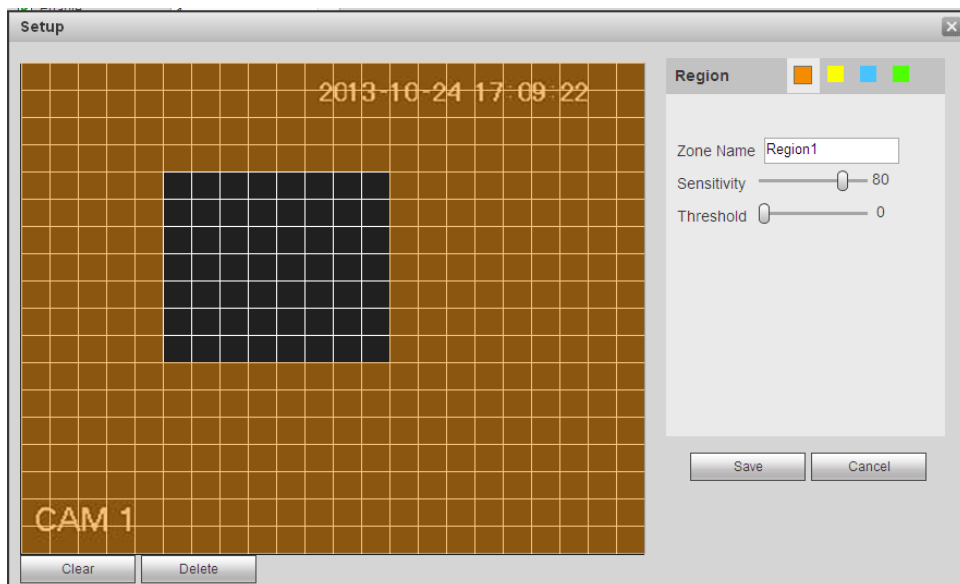 Setup
2013-10-24 17:09:22
Region
Zone Name Region1
Sensitivity 80
Threshold 0
Save Cancel
CAM 1
Clear Delete